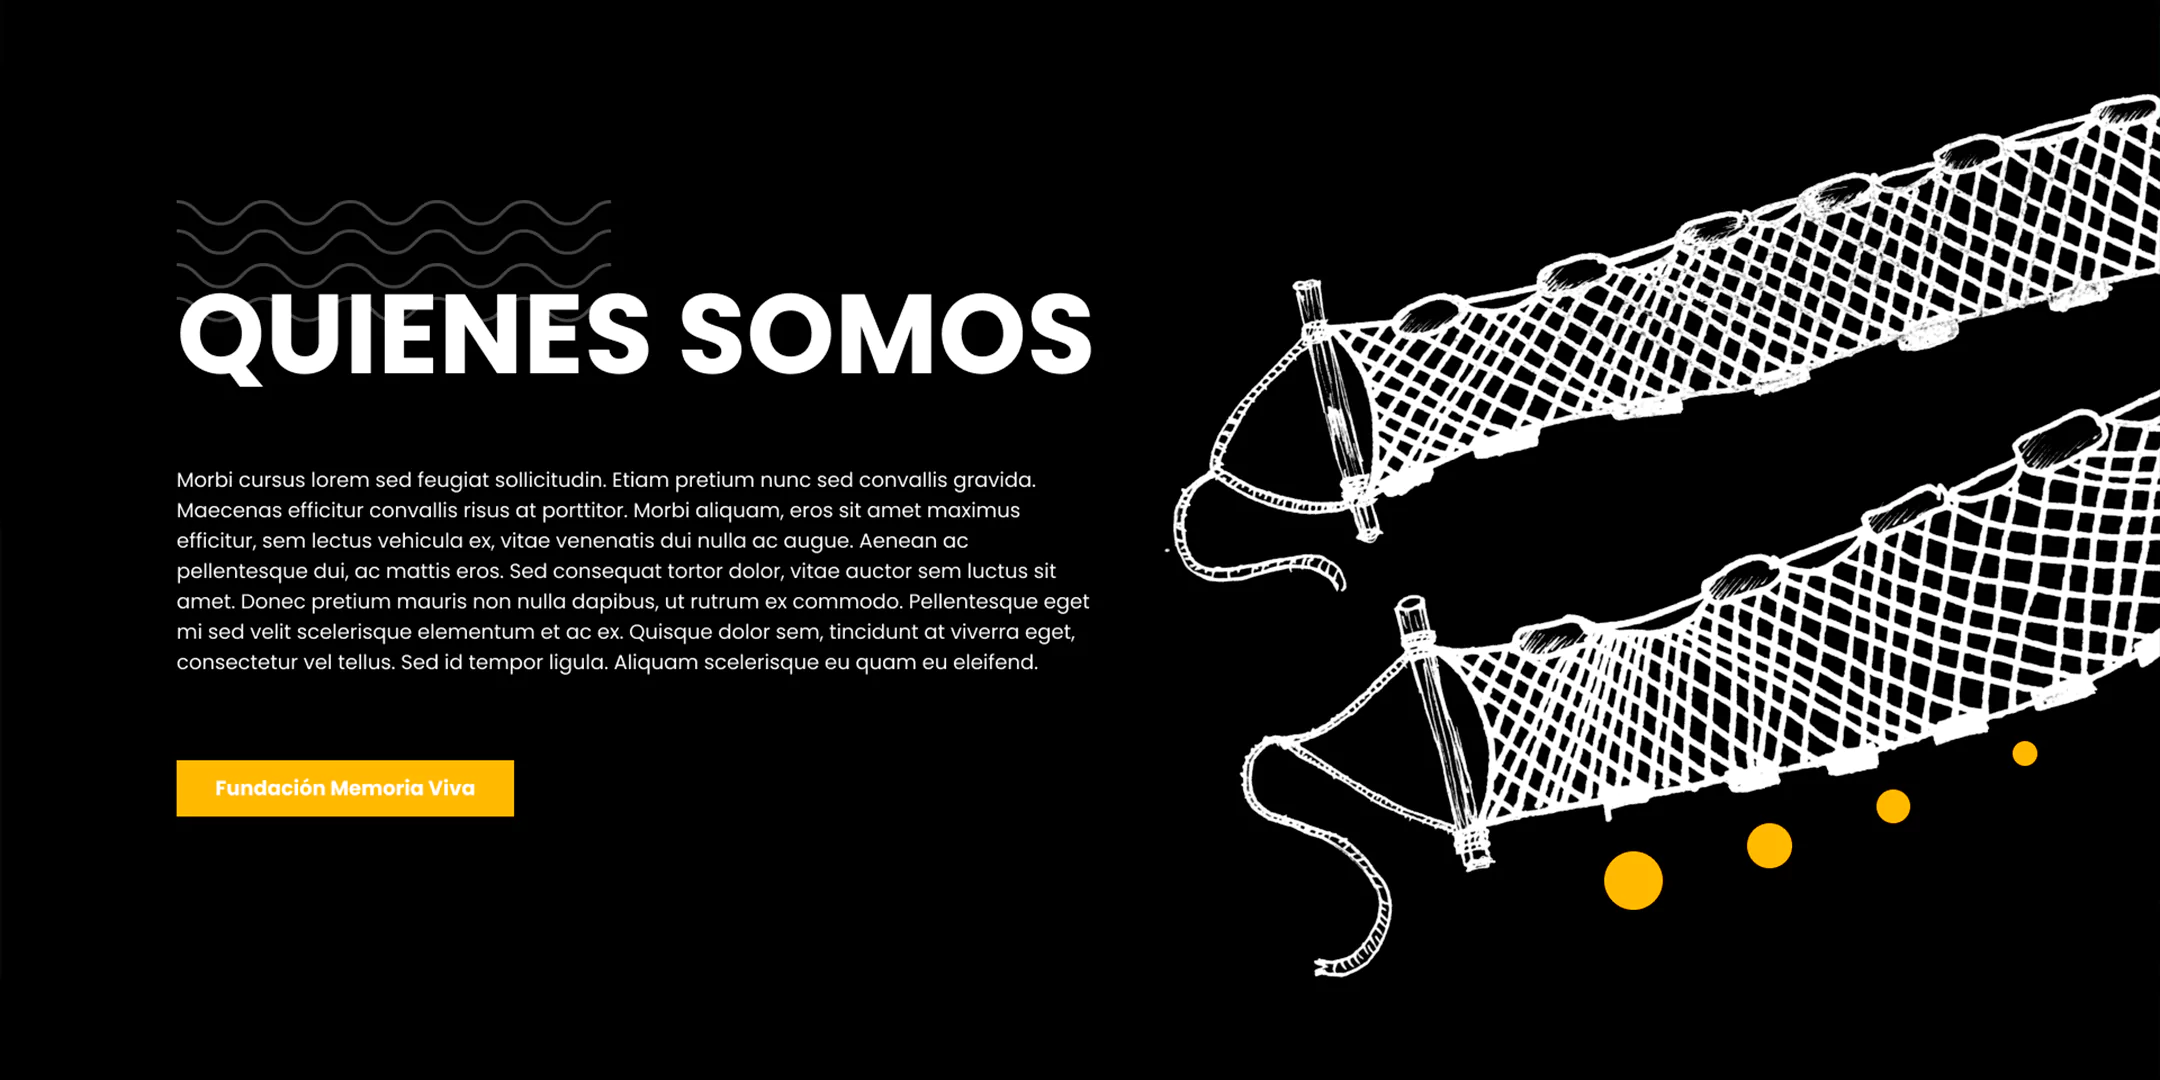 QUIENES SOMOS
Morbi cursus lorem sed feugiat sollicitudin. Etiam pretium nunc sed convallis gravida.
Maecenas efficitur convallis risus at porttitor. Morbi aliquam, eros sit amet maximus
efficitur, sem lectus vehicula ex, vitae venenatis dui nulla ac augue. Aenean ac
pellentesque dui, ac mattis eros. Sed consequat tortor dolor, vitae auctor sem luctus sit
amet. Donec pretium mauris non nulla dapibus, ut rutrum ex commodo. Pellentesque eget
mi sed velit scelerisque elementum et ac ex. Quisque dolor sem, tincidunt at viverra eget,
consectetur vel tellus. Sed id tempor ligula. Aliquam scelerisque eu quam eu eleifend.
Fundación Memoria Viva